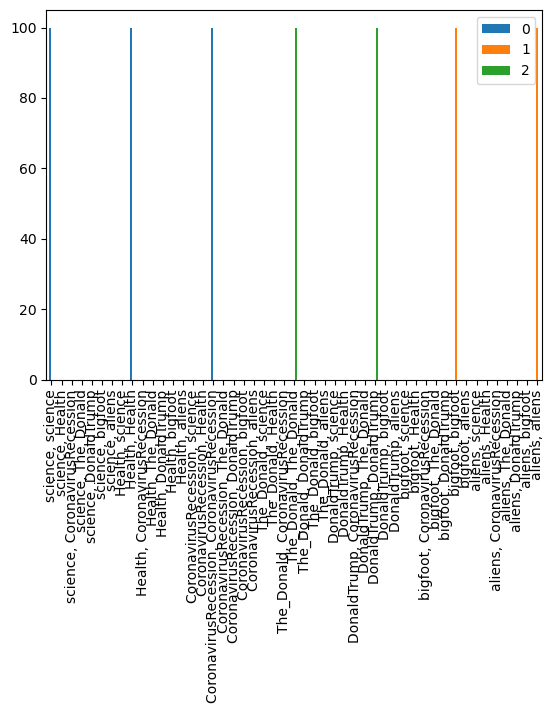 100
80
60
40
20
0
0
1
2
science, science
science, Health
science, CoronavirusRecession
science, The_Donald
science, DonaldTrump
science, bigfoot
science, aliens
Health, science
Health, Health
Health, CoronavirusRecession
Health, The_Donald
Health, DonaldTrump
Health, bigfoot
Health, aliens
CoronavirusRecession, science
CoronavirusRecession, Health
CoronavirusRecession, CoronavirusRecession
CoronavirusRecession, The_Donald
CoronavirusRecession, DonaldTrump
CoronavirusRecession, bigfoot
CoronavirusRecession, aliens
The_Donald, science
The_Donald, Health
The_Donald, CoronavirusRecession
The_Donald, The_Donald
The_Donald, DonaldTrump
The_Donald, bigfoot
The_Donald, aliens
DonaldTrump, science
DonaldTrump, Health
DonaldTrump, CoronavirusRecession
DonaldTrump, The_Donald
DonaldTrump, DonaldTrump
DonaldTrump, bigfoot
DonaldTrump, aliens
bigfoot, science
bigfoot, Health
bigfoot, CoronavirusRecession
bigfoot, The_Donald
bigfoot, DonaldTrump
bigfoot, bigfoot
bigfoot, aliens
aliens, science
aliens, Health
aliens, CoronavirusRecession
aliens, The_Donald
aliens, DonaldTrump
aliens, bigfoot
aliens, aliens